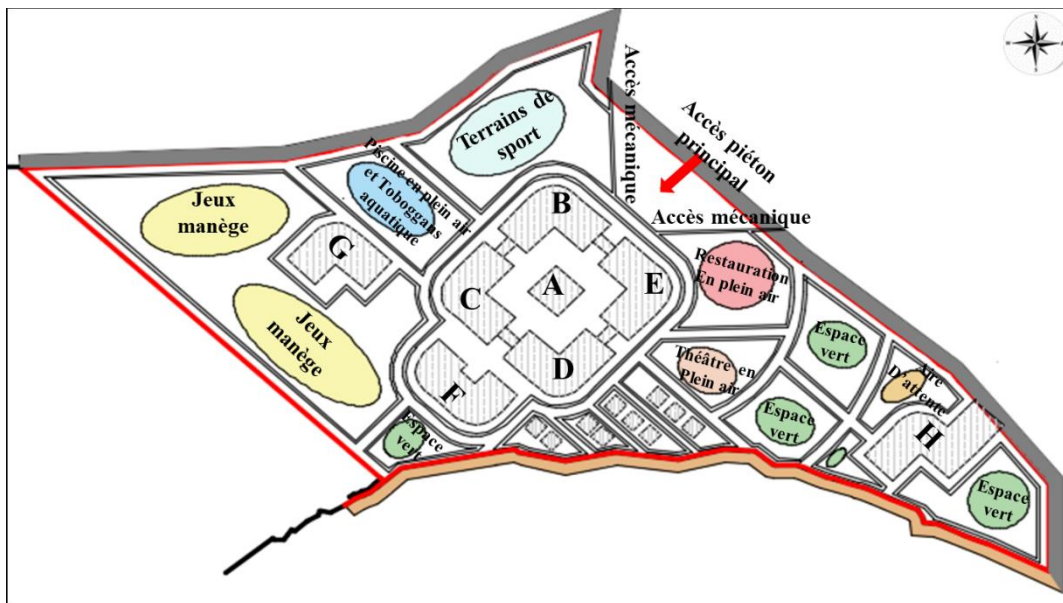 Accès mécanique
Accès piéton
principal
Accès mécanique
Terrains de
sport
Piscine en plein air
et Toboggans
aquatique
Jeux
manège
Jeux
manège
G
B
C
A
E
D
F
Restauration
En plein air
Espace
vert
Théâtre en
Plein air
Aire
D'attente
Espace
vert
Espace
vert
H
Espace
vert